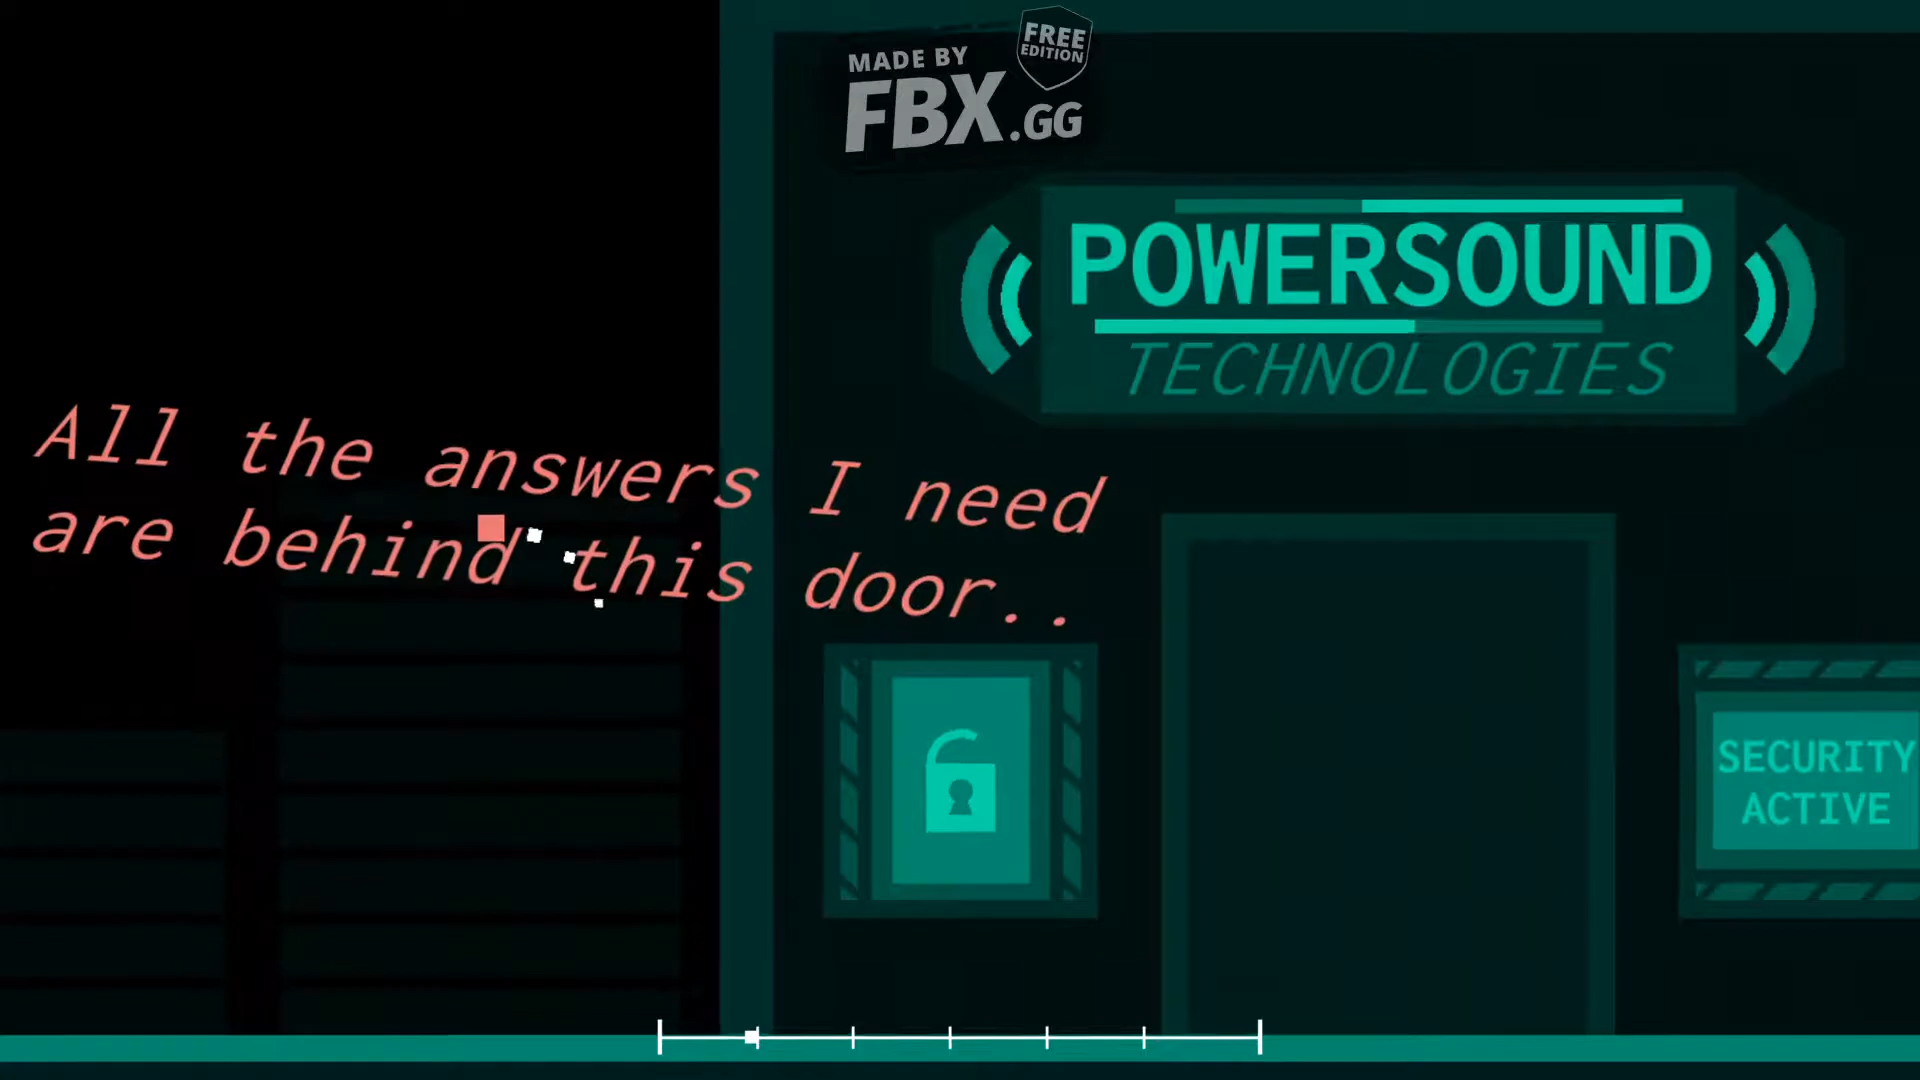 MADE BY
FREE
EDITION
FBX.GG
POWERSOUND
TECHNOLOGIES
All the answers I need
are behind this door..
SECURITY
ACTIVE